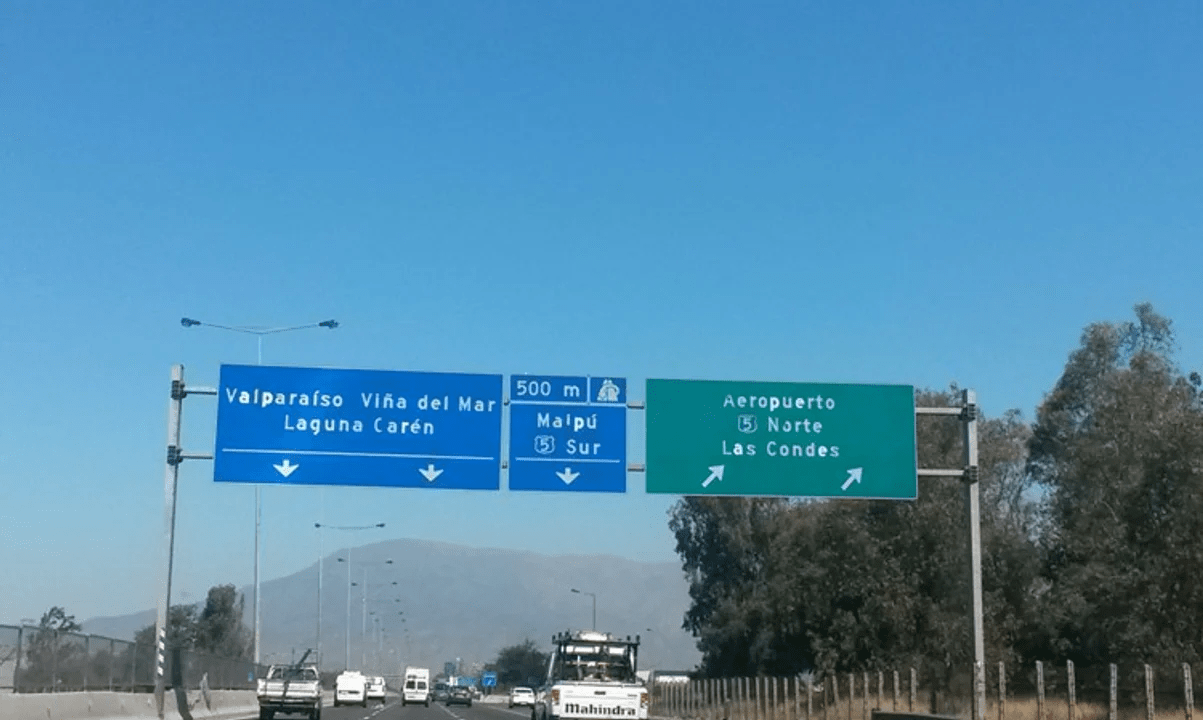 Valparaíso Viña del Mar
Laguna Carén
500 m
Maipú
5 Sur
Aeropuerto
5 Norte
Las Condes
Mahindra